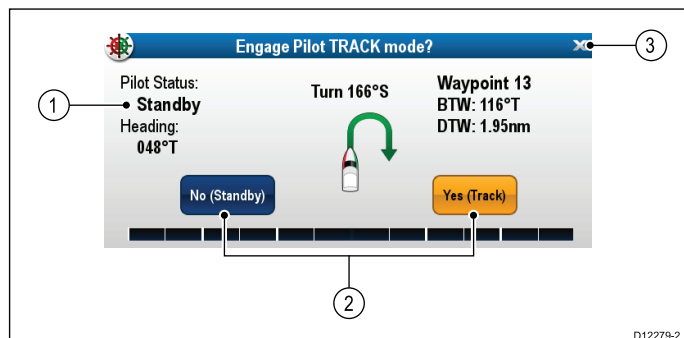 Engage Pilot TRACK mode?
3
Pilot Status:
Standby
Heading:
048°T
Turn 166°S
Waypoint 13
BTW: 116°T
DTW: 1.95nm
1
No (Standby)
Yes (Track)
2
D12279-2